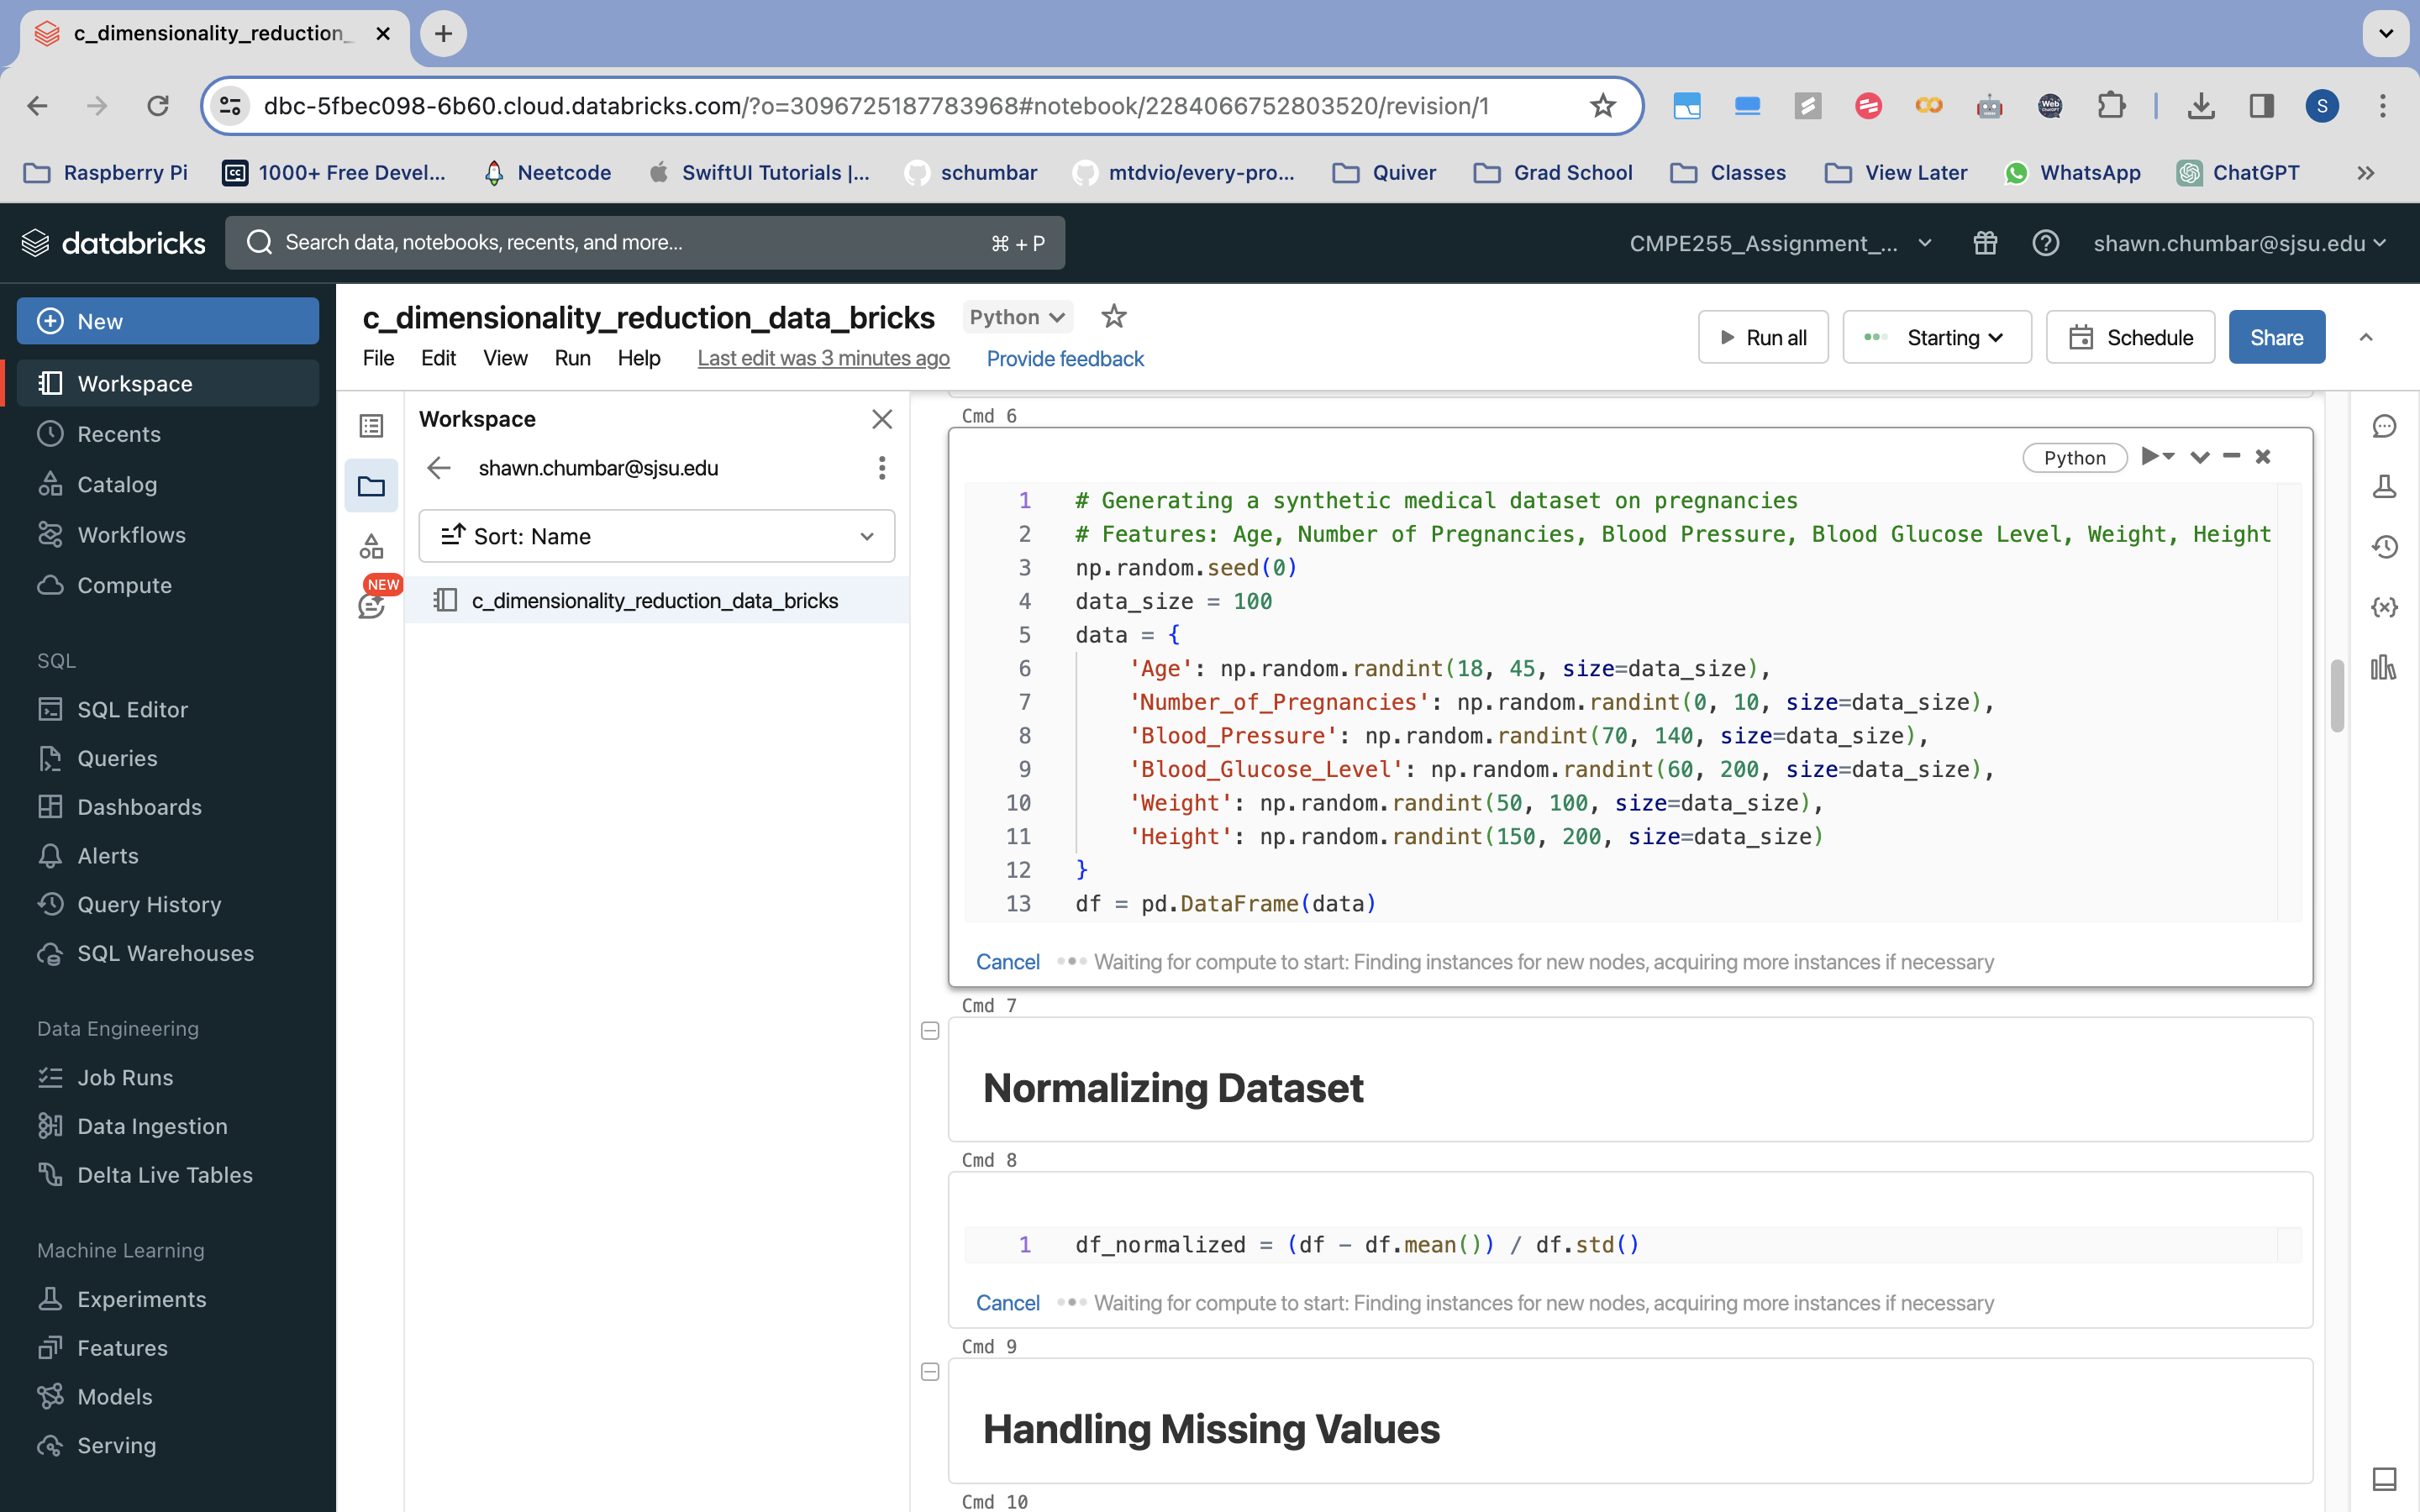 c_dimensionality_reduction_
dbc-5fbec098-6b60.cloud.databricks.com/?o=3096725187783968#notebook/2284066752803520/revision/1
S
Raspberry Pi
1000+ Free Devel...
Neetcode
SwiftUI Tutorials |...
schumbar
mtdvio/every-pro...
Quiver
Grad School
Classes
View Later
WhatsApp
ChatGPT
databricks
Search data, notebooks, recents, and more...
⌘ + P
CMPE255_Assignment_...
shawn.chumbar@sjsu.edu
New
Workspace
Recents
Catalog
Workflows
Compute
SQL
SQL Editor
Queries
Dashboards
Alerts
Query History
SQL Warehouses
Data Engineering
Job Runs
Data Ingestion
Delta Live Tables
Machine Learning
Experiments
Features
Models
Serving
c_dimensionality_reduction_data_bricks
Python
File Edit View Run Help Last edit was 3 minutes ago Provide feedback
Run all
Starting
Schedule
Share
Workspace
shawn.chumbar@sjsu.edu
Sort: Name
NEW
c_dimensionality_reduction_data_bricks
Cmd 6
Python
1 # Generating a synthetic medical dataset on pregnancies
2 # Features: Age, Number of Pregnancies, Blood Pressure, Blood Glucose Level, Weight, Height
3 np.random.seed(0)
4 data_size = 100
5 data = {
6 'Age': np.random.randint(18, 45, size=data_size),
7 'Number_of_Pregnancies': np.random.randint(0, 10, size=data_size),
8 'Blood_Pressure': np.random.randint(70, 140, size=data_size),
9 'Blood_Glucose_Level': np.random.randint(60, 200, size=data_size),
10 'Weight': np.random.randint(50, 100, size=data_size),
11 'Height': np.random.randint(150, 200, size=data_size)
12 }
13 df = pd.DataFrame(data)
Cancel Waiting for compute to start: Finding instances for new nodes, acquiring more instances if necessary
Cmd 7
Normalizing Dataset
Cmd 8
1 df_normalized = (df - df.mean()) / df.std()
Cancel Waiting for compute to start: Finding instances for new nodes, acquiring more instances if necessary
Cmd 9
Handling Missing Values
Cmd 10